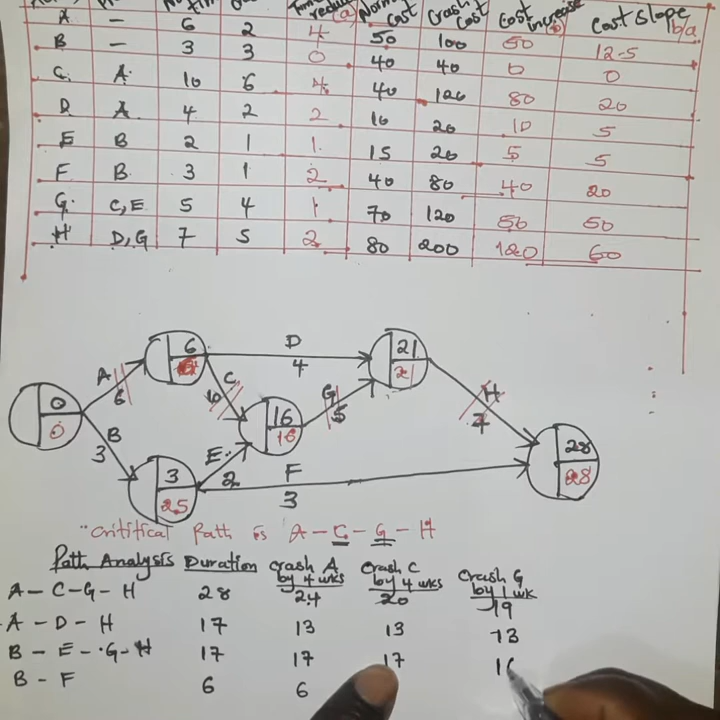 Time reduc (a) Normal Cost Crash Cost Cost Increase (b) Cost slope b/a
A – 6 2 4 50 100 50 12.5
B – 3 3 0 40 40 0 0
C A 10 6 4 40 120 80 20
D A 4 2 2 10 20 10 5
E B 2 1 1 15 20 5 5
F B 3 1 2 40 80 40 20
G C, E 5 4 1 70 120 50 50
H D, G 7 5 2 80 200 120 60
6
D
4
21
21
A
6
C
10
G
5
H
7
0
0
16
16
B
3
E
2
28
28
3
25
F
3
"Crititical path is A – C – G – H
Path Analysis Duration Crash A by 4 wks Crash C by 4 wks Crash G by 1 wk
A – C – G – H 28 24 20 19
A – D – H 17 13 13 13
B – E – G – H 17 17 17
B – F 6 6